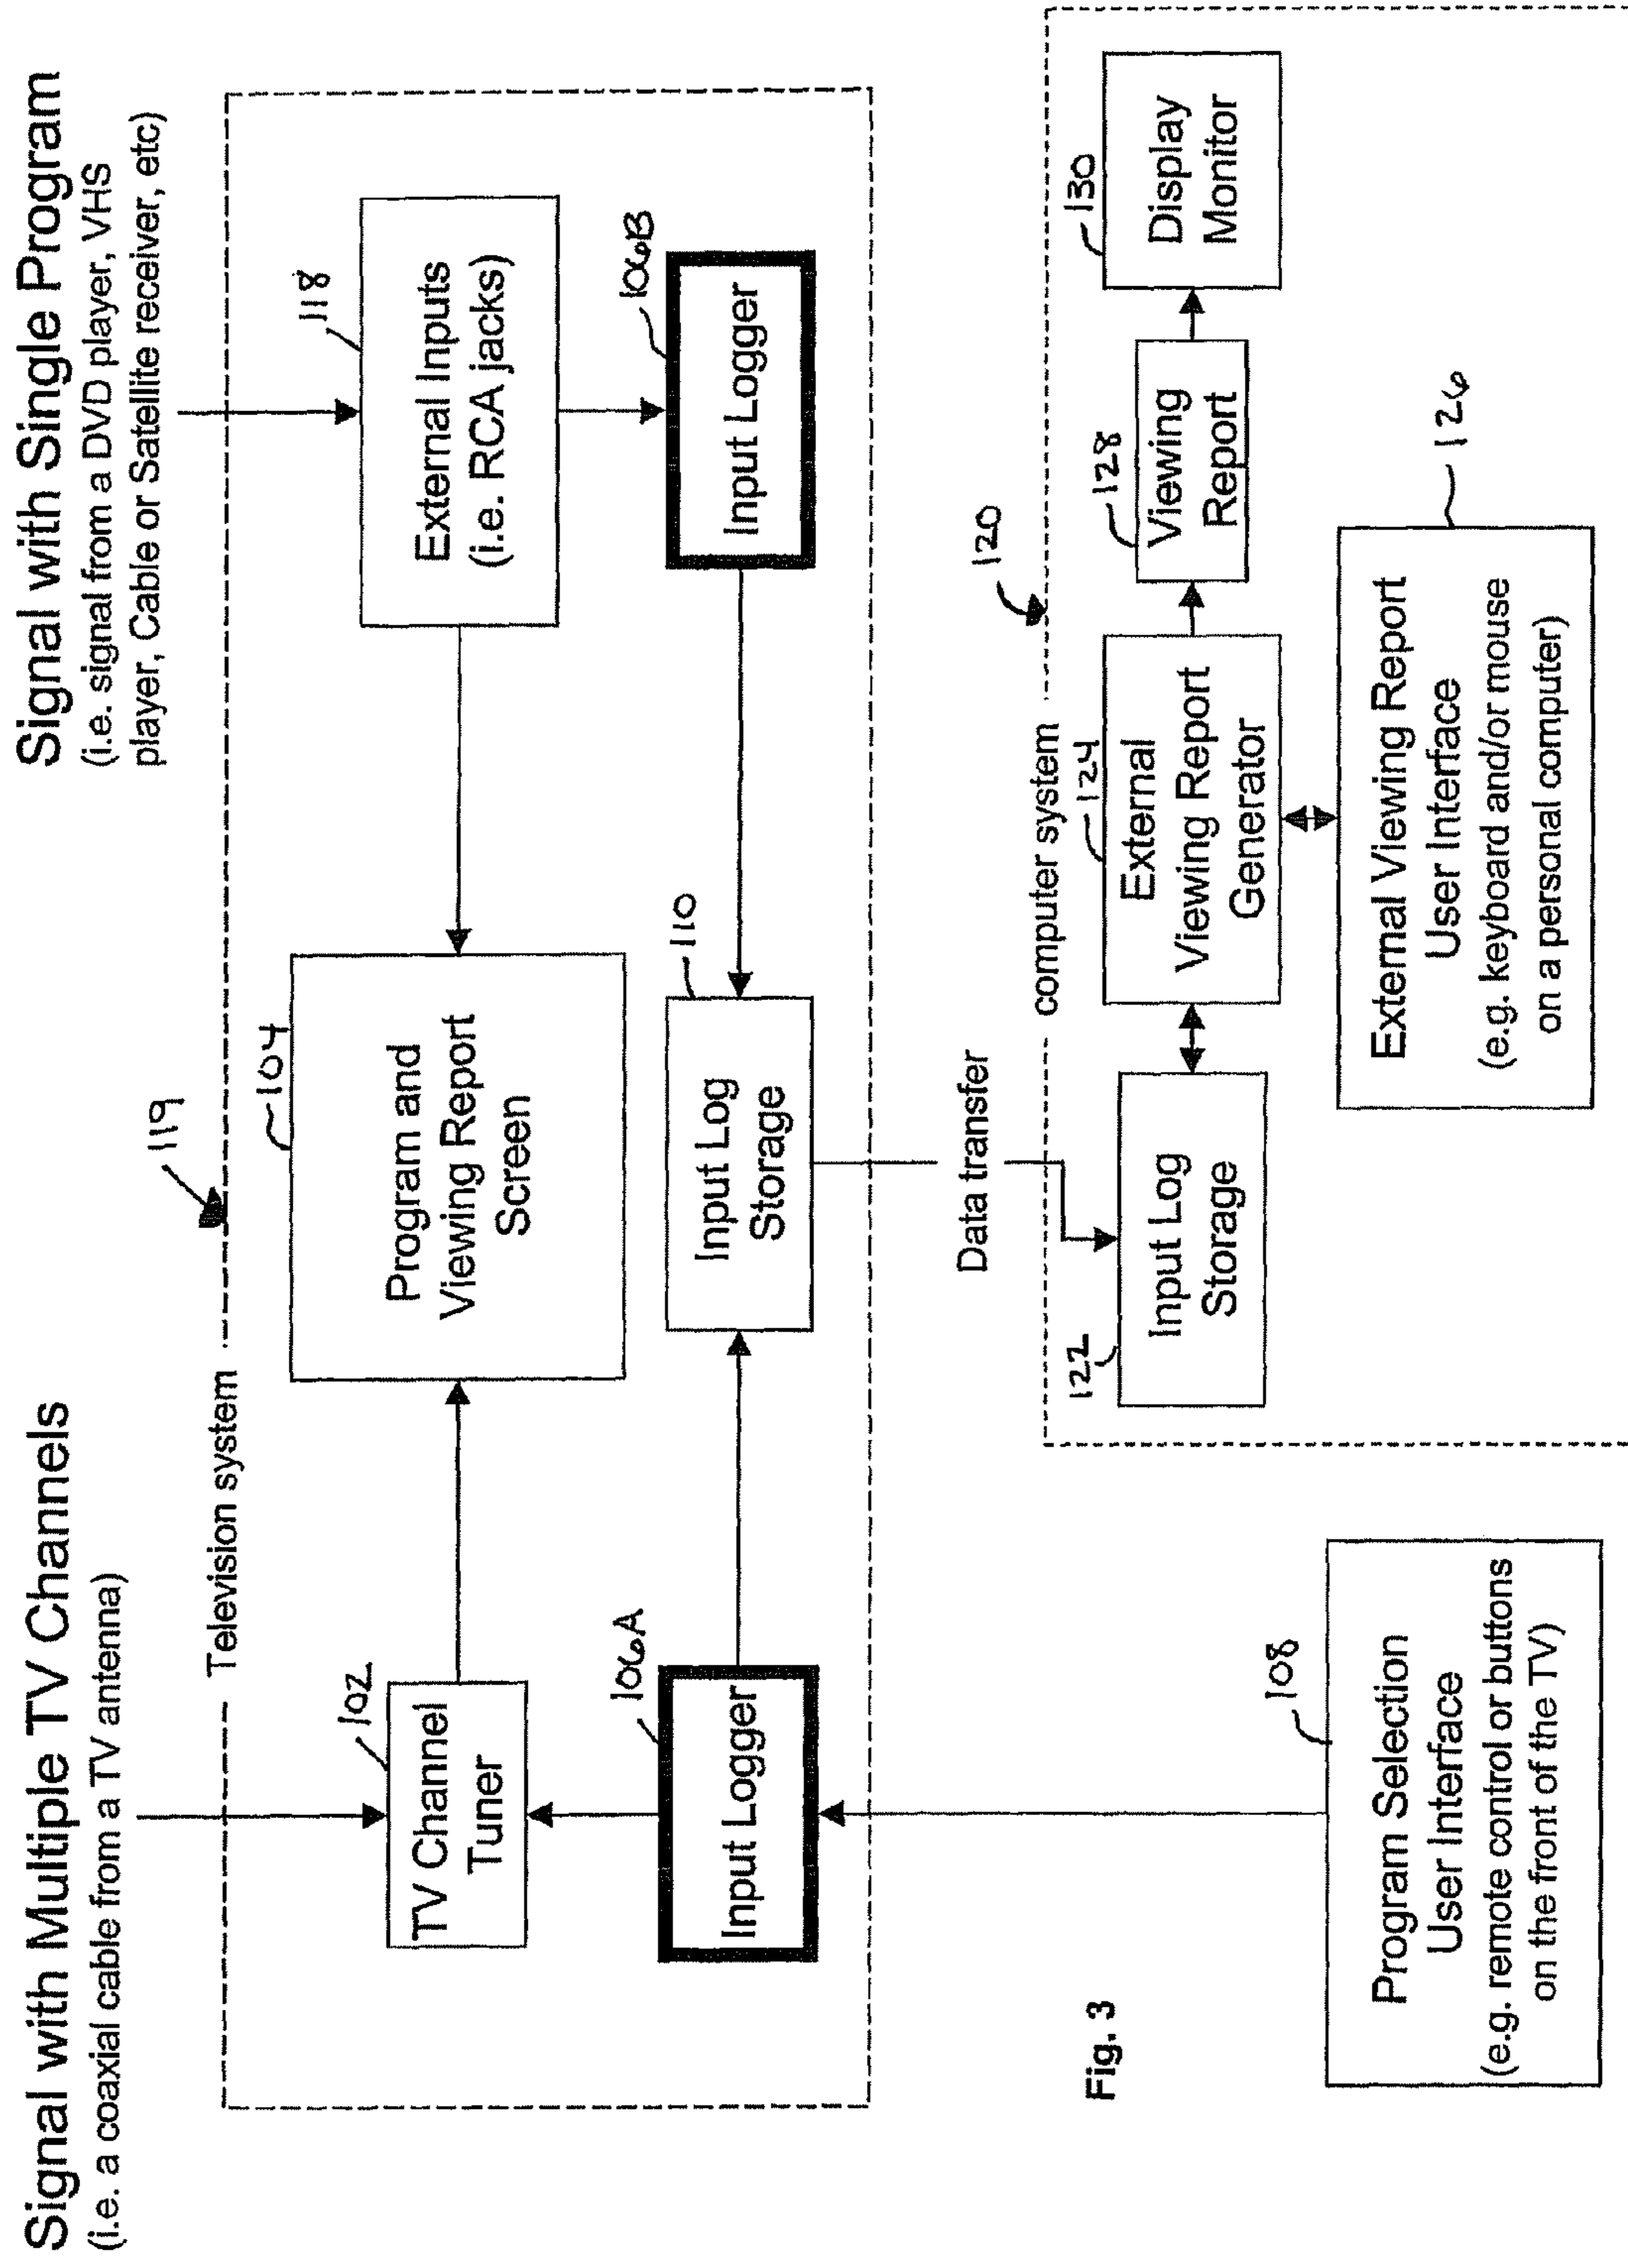 Signal with Multiple TV Channels
(i.e. a coaxial cable from a TV antenna)
Signal with Single Program
(i.e. signal from a DVD player, VHS
player, Cable or Satellite receiver, etc)
Television system
119
102
TV Channel
Tuner
104
Program and
Viewing Report
Screen
118
External Inputs
(i.e. RCA jacks)
106A
Input Logger
110
Input Log
Storage
106B
Input Logger
Data transfer
computer system
120
122
Input Log
Storage
124
External
Viewing Report
Generator
128
Viewing
Report
130
Display
Monitor
Fig. 3
108
Program Selection
User Interface
(e.g. remote control or buttons
on the front of the TV)
126
External Viewing Report
User Interface
(e.g. keyboard and/or mouse
on a personal computer)